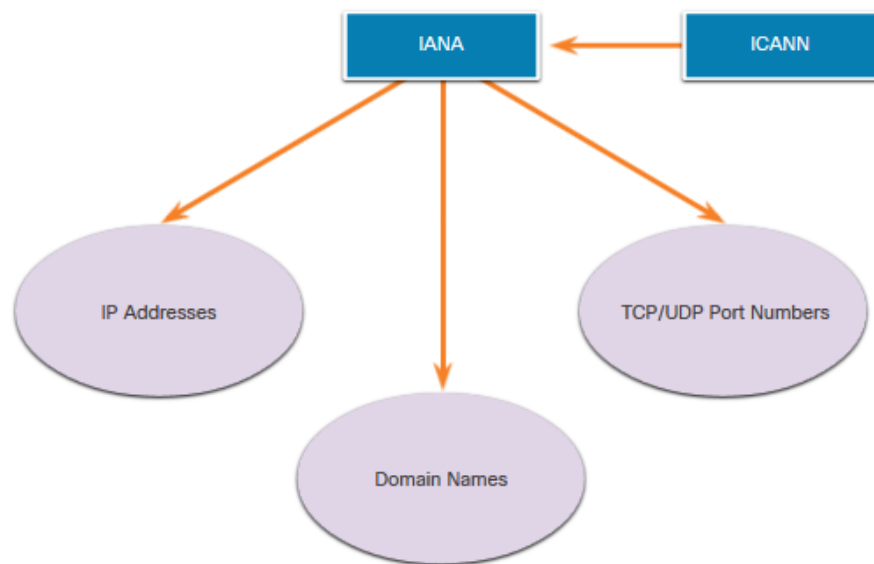 IANA
ICANN
IP Addresses
TCP/UDP Port Numbers
Domain Names